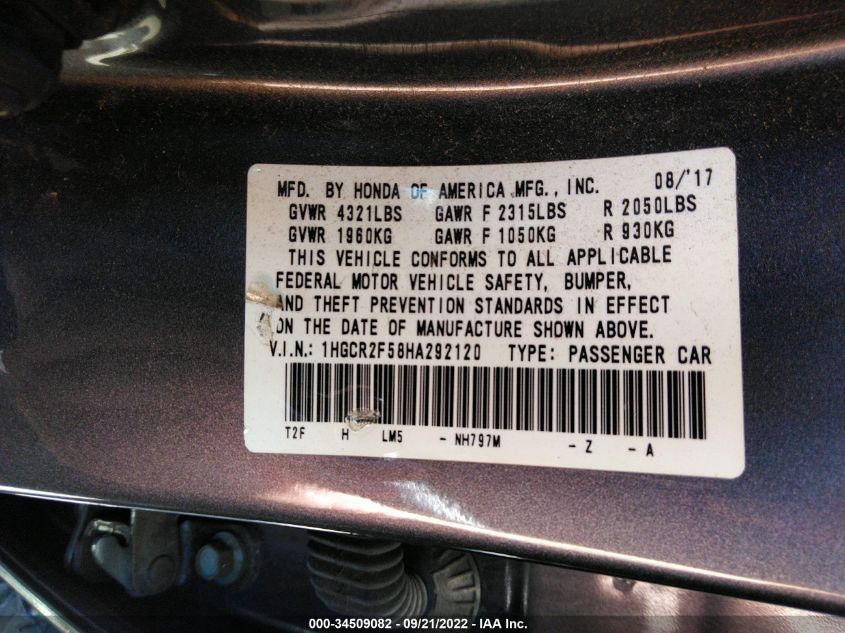 MFD. BY HONDA OF AMERICA MFG., INC. 08/'17
GVWR 4321LBS GAWR F 2315LBS R 2050LBS
GVWR 1960KG GAWR F 1050KG R 930KG
THIS VEHICLE CONFORMS TO ALL APPLICABLE
FEDERAL MOTOR VEHICLE SAFETY, BUMPER,
AND THEFT PREVENTION STANDARDS IN EFFECT
ON THE DATE OF MANUFACTURE SHOWN ABOVE.
V.I.N.: 1HGCR2F58HA292120 TYPE: PASSENGER CAR
T2F H LM5 - NH797M - Z - A
000-34509082 - 09/21/2022 - IAA Inc.